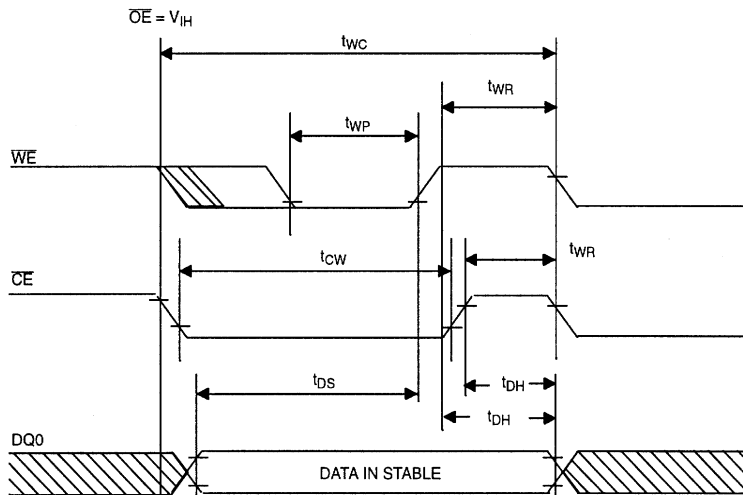 OE = VIH
tWC
tWR
tWP
WE
tCW
tWR
CE
tDS
tDH
tDH
DQ0
DATA IN STABLE